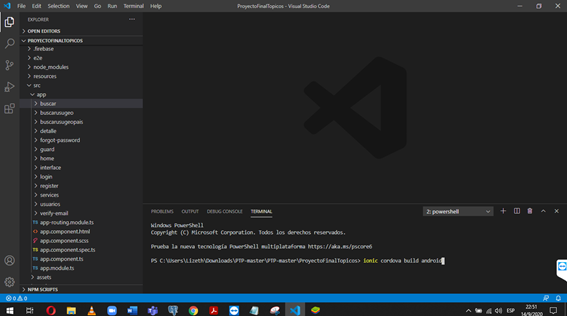 File Edit Selection View Go Run Terminal Help
ProyectoFinalTopicos - Visual Studio Code
EXPLORER
OPEN EDITORS
PROYECTOFINALTOPICOS
.firebase
e2e
node_modules
resources
src
app
buscar
buscarusugeo
buscarusugeopais
detalle
forgot-password
guard
home
interface
login
register
services
usuarios
verify-email
app-routing.module.ts
app.component.html
app.component.scss
app.component.spec.ts
app.component.ts
app.module.ts
assets
NPM SCRIPTS
PROBLEMS OUTPUT DEBUG CONSOLE TERMINAL
2: powershell
Windows PowerShell
Copyright (C) Microsoft Corporation. Todos los derechos reservados.
Prueba la nueva tecnología PowerShell multiplataforma https://aka.ms/pscore6
PS C:\Users\Lizeth\Downloads\PTP-master\PTP-master\ProyectoFinalTopicos> ionic cordova build android
0 0
ESP
22:51
14/9/2020